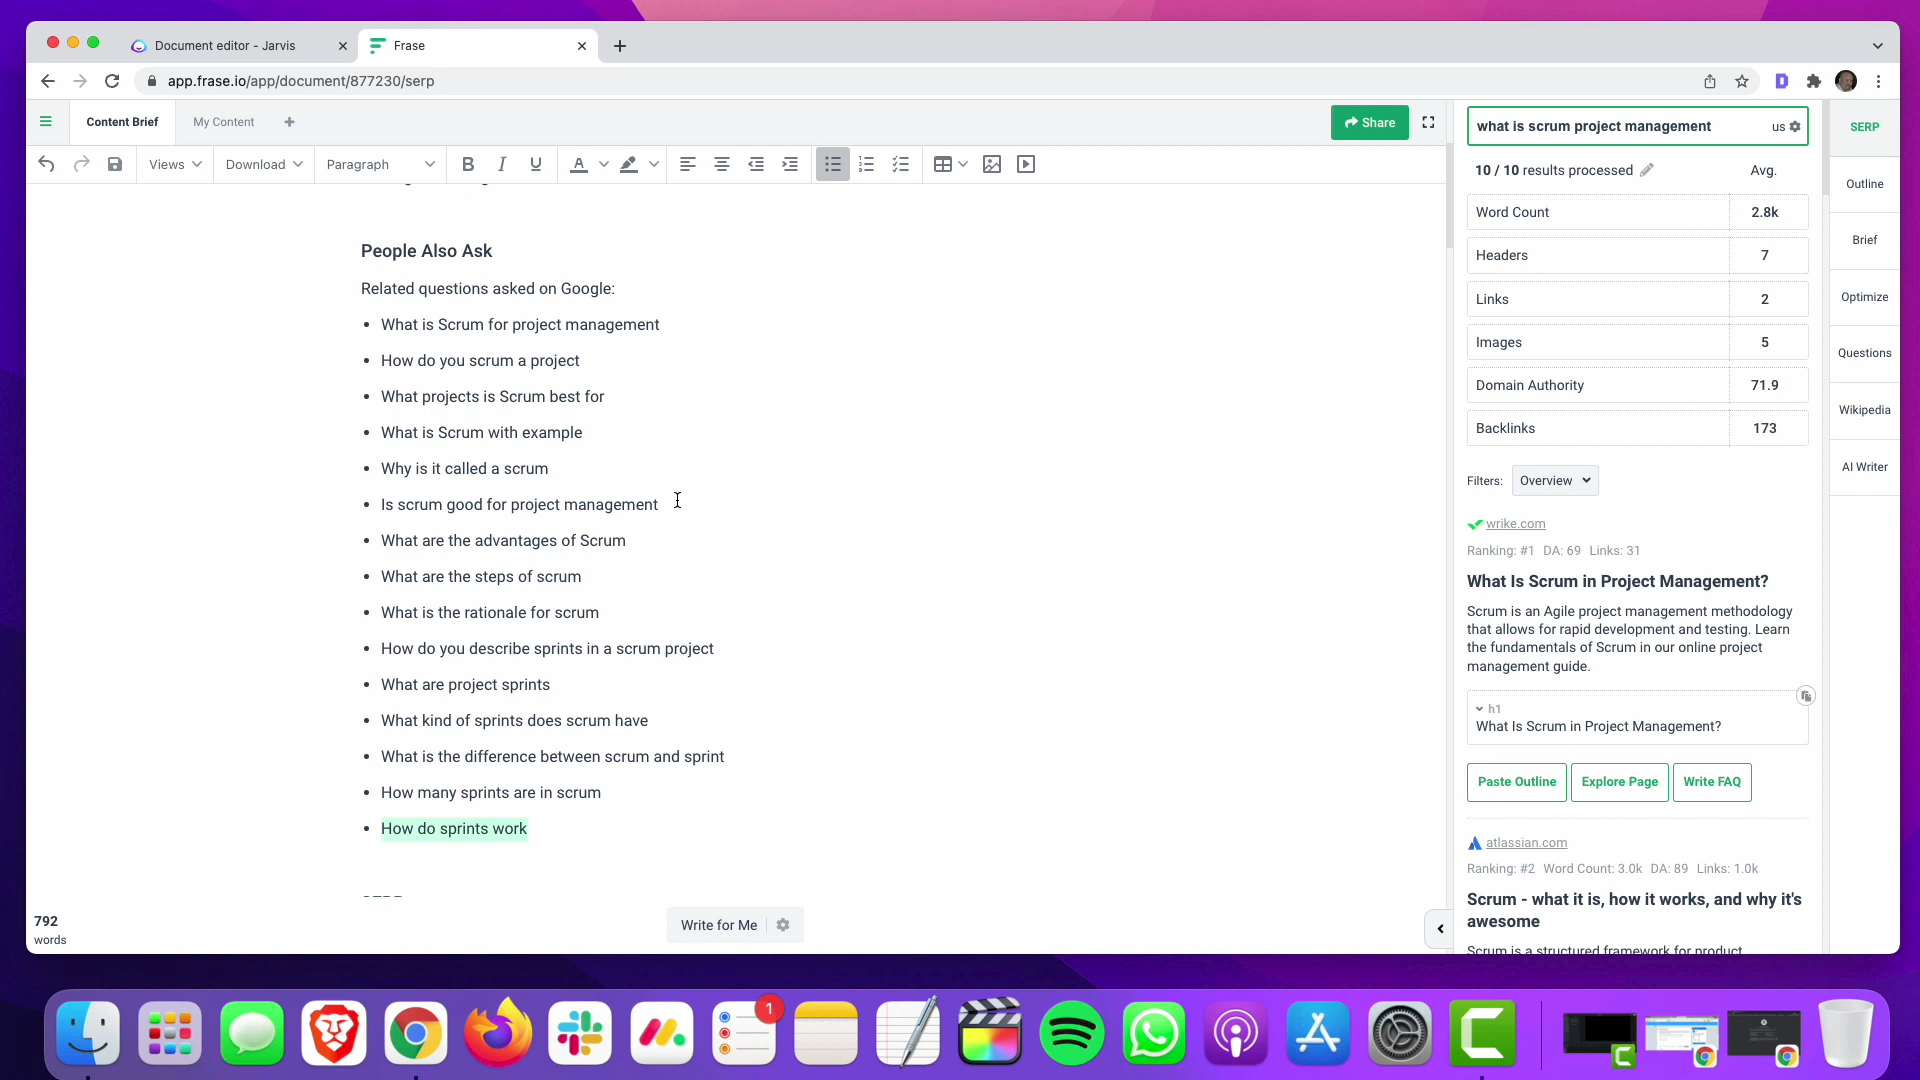 Document editor - Jarvis
Frase
app.frase.io/app/document/877230/serp
Content Brief
My Content
Share
Views
Download
Paragraph
B
I
U
A
People Also Ask
Related questions asked on Google:
• What is Scrum for project management
• How do you scrum a project
• What projects is Scrum best for
• What is Scrum with example
• Why is it called a scrum
• Is scrum good for project management
• What are the advantages of Scrum
• What are the steps of scrum
• What is the rationale for scrum
• How do you describe sprints in a scrum project
• What are project sprints
• What kind of sprints does scrum have
• What is the difference between scrum and sprint
• How many sprints are in scrum
• How do sprints work
792
words
Write for Me
what is scrum project management
us
10 / 10 results processed
Avg.
Word Count 2.8k
Headers 7
Links 2
Images 5
Domain Authority 71.9
Backlinks 173
Filters: Overview
wrike.com
Ranking: #1 DA: 69 Links: 31
What Is Scrum in Project Management?
Scrum is an Agile project management methodology
that allows for rapid development and testing. Learn
the fundamentals of Scrum in our online project
management guide.
h1
What Is Scrum in Project Management?
Paste Outline
Explore Page
Write FAQ
atlassian.com
Ranking: #2 Word Count: 3.0k DA: 89 Links: 1.0k
Scrum - what it is, how it works, and why it's
awesome
Scrum is a structured framework for product
SERP
Outline
Brief
Optimize
Questions
Wikipedia
AI Writer
1